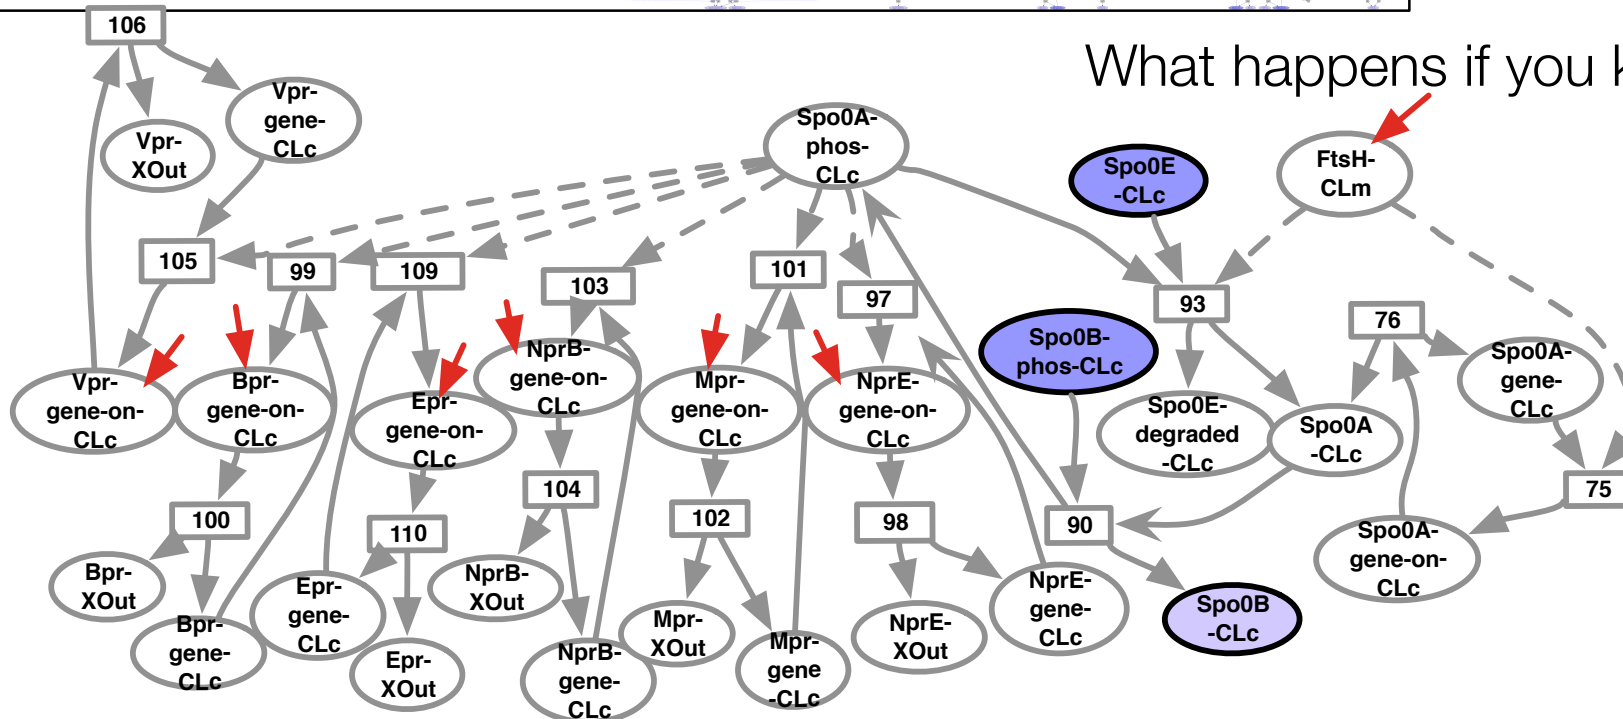 106
What happens if you
Vpr-
gene-
CLc
Vpr-
XOut
Spo0A-
phos-
CLc
Spo0E
-CLc
FtsH-
CLm
105
99
109
103
101
97
93
76
Vpr-
gene-on-
CLc
Bpr-
gene-on-
CLc
Epr-
gene-on-
CLc
NprB-
gene-on-
CLc
Mpr-
gene-on-
CLc
NprE-
gene-on-
CLc
Spo0B-
phos-CLc
Spo0E-
degraded
-CLc
Spo0A
-CLc
Spo0A-
gene-
CLc
100
110
104
102
98
90
75
Bpr-
XOut
Bpr-
gene-
CLc
Epr-
gene-
CLc
Epr-
XOut
NprB-
XOut
NprB-
gene-
CLc
Mpr-
XOut
Mpr-
gene
-CLc
NprE-
XOut
NprE-
gene-
CLc
Spo0B
-CLc
Spo0A-
gene-on-
CLc